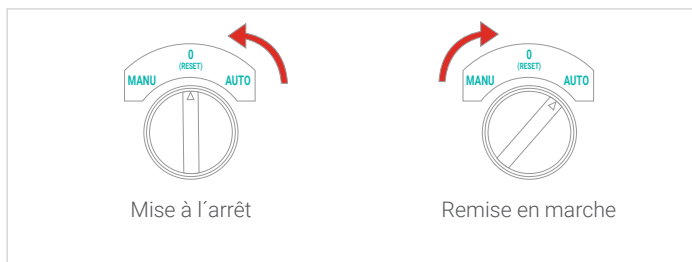 0
(RESET)
MANU AUTO
Mise à l´arrêt
0
(RESET)
MANU AUTO
Remise en marche